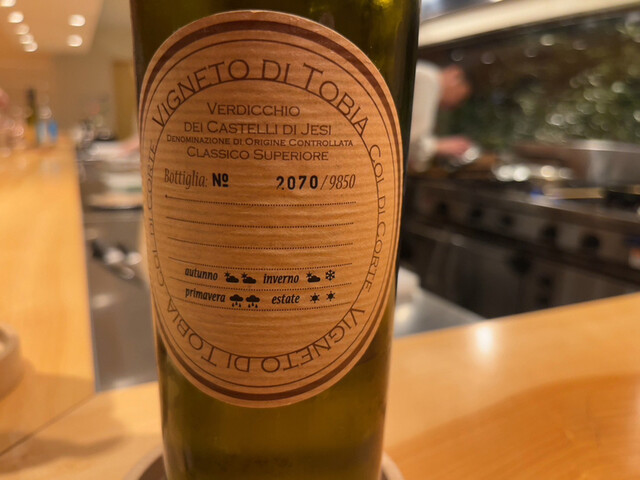 VIGNETO DI TOBIA COL DI CORTE VIGNETO DI TOBIA COL DI CORTE
VERDICCHIO
DEI CASTELLI DI JESI
DENOMINAZIONE DI ORIGINE CONTROLLATA
CLASSICO SUPERIORE
Bottiglia: Nº 2070/9850
autunno inverno
primavera estate